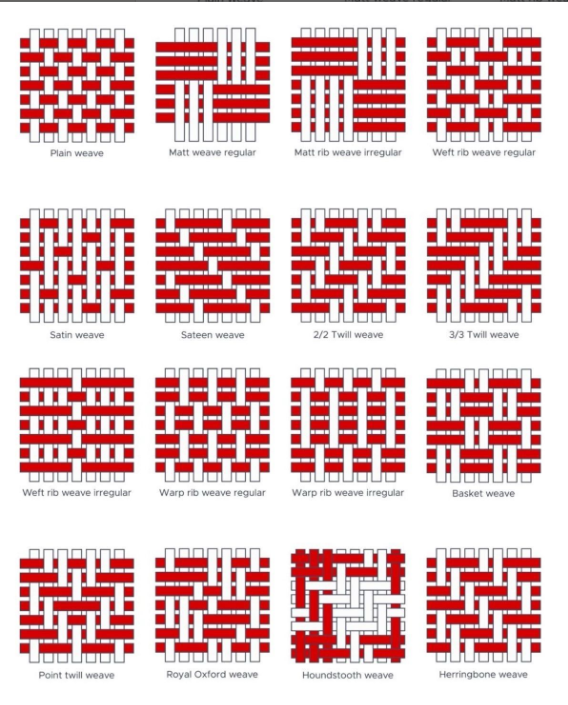 Plain weave
Matt weave regular
Matt rib weave irregular
Weft rib weave regular
Satin weave
Sateen weave
2/2 Twill weave
3/3 Twill weave
Weft rib weave irregular
Warp rib weave regular
Warp rib weave irregular
Basket weave
Point twill weave
Royal Oxford weave
Houndstooth weave
Herringbone weave